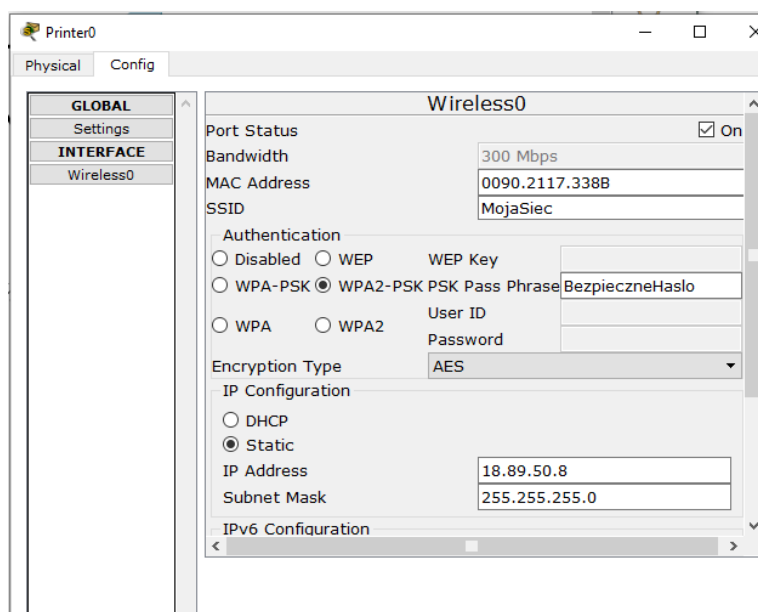 Printer0
Physical Config
GLOBAL
Settings
INTERFACE
Wireless0
Wireless0
Port Status On
Bandwidth 300 Mbps
MAC Address 0090.2117.338B
SSID MojaSiec
Authentication
Disabled WEP WEP Key
WPA-PSK WPA2-PSK PSK Pass Phrase BezpieczneHaslo
User ID
WPA WPA2
Password
Encryption Type AES
IP Configuration
DHCP
Static
IP Address 18.89.50.8
Subnet Mask 255.255.255.0
IPv6 Configuration